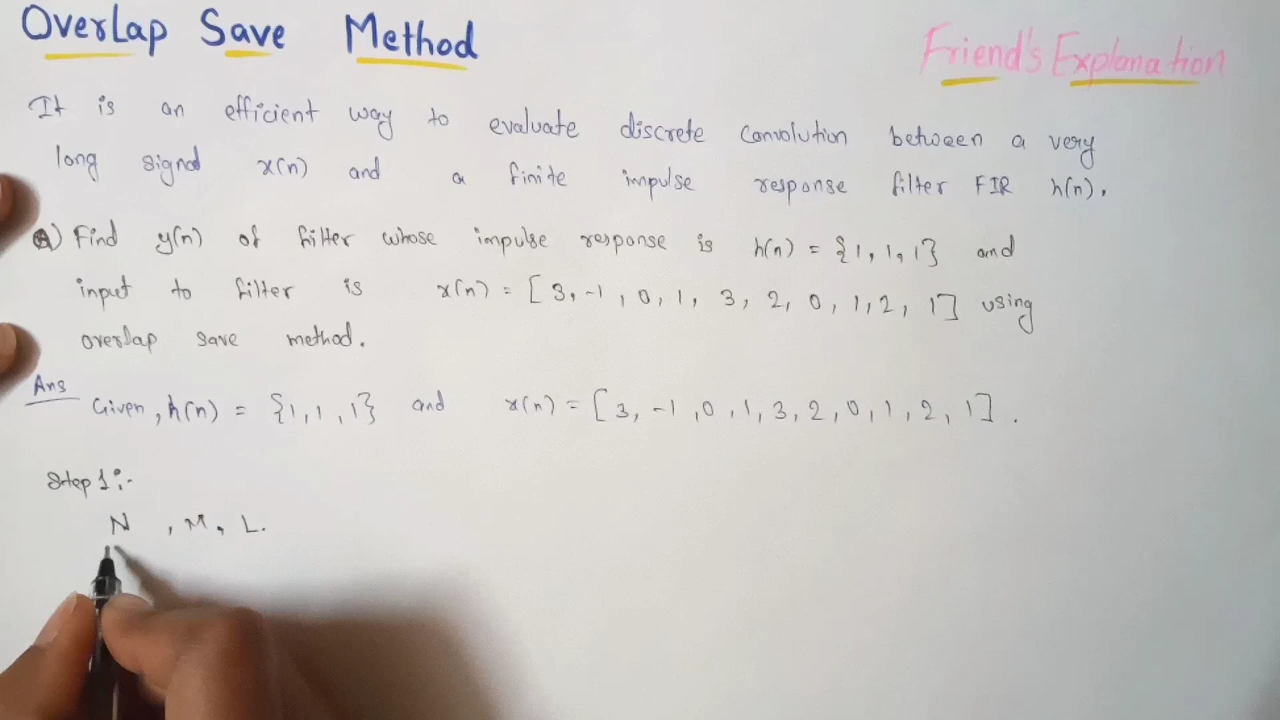 Overlap Save Method
Friend's Explanation
It is an efficient way to evaluate discrete convolution between a very
long signal x(n) and a finite impulse response filter FIR h(n).
Q) Find y(n) of filter whose impulse response is h(n) = {1, 1, 1} and
input to filter is x(n) = [3, -1, 0, 1, 3, 2, 0, 1, 2, 1] using
overlap save method.
Ans
Given, h(n) = {1, 1, 1} and x(n) = [3, -1, 0, 1, 3, 2, 0, 1, 2, 1].
Step 1:-
N , M, L.